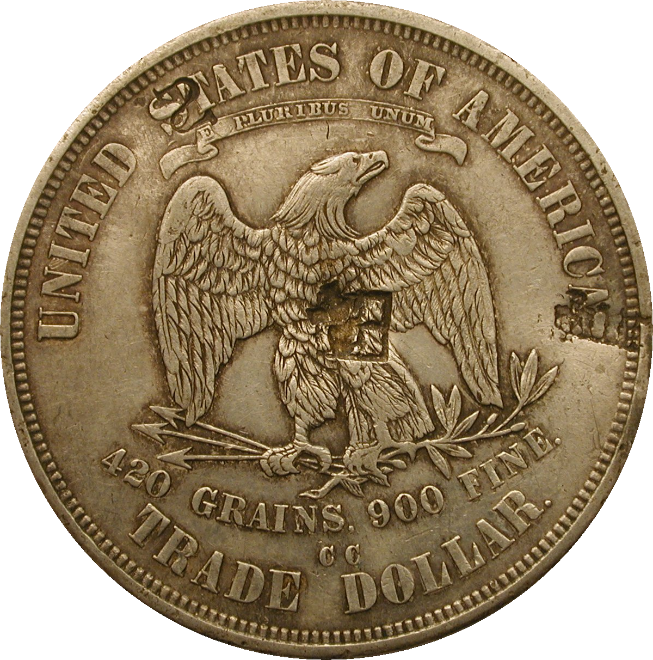 UNITED STATES OF AMERICA
E PLURIBUS UNUM
420 GRAINS, 900 FINE.
CC
TRADE DOLLAR.